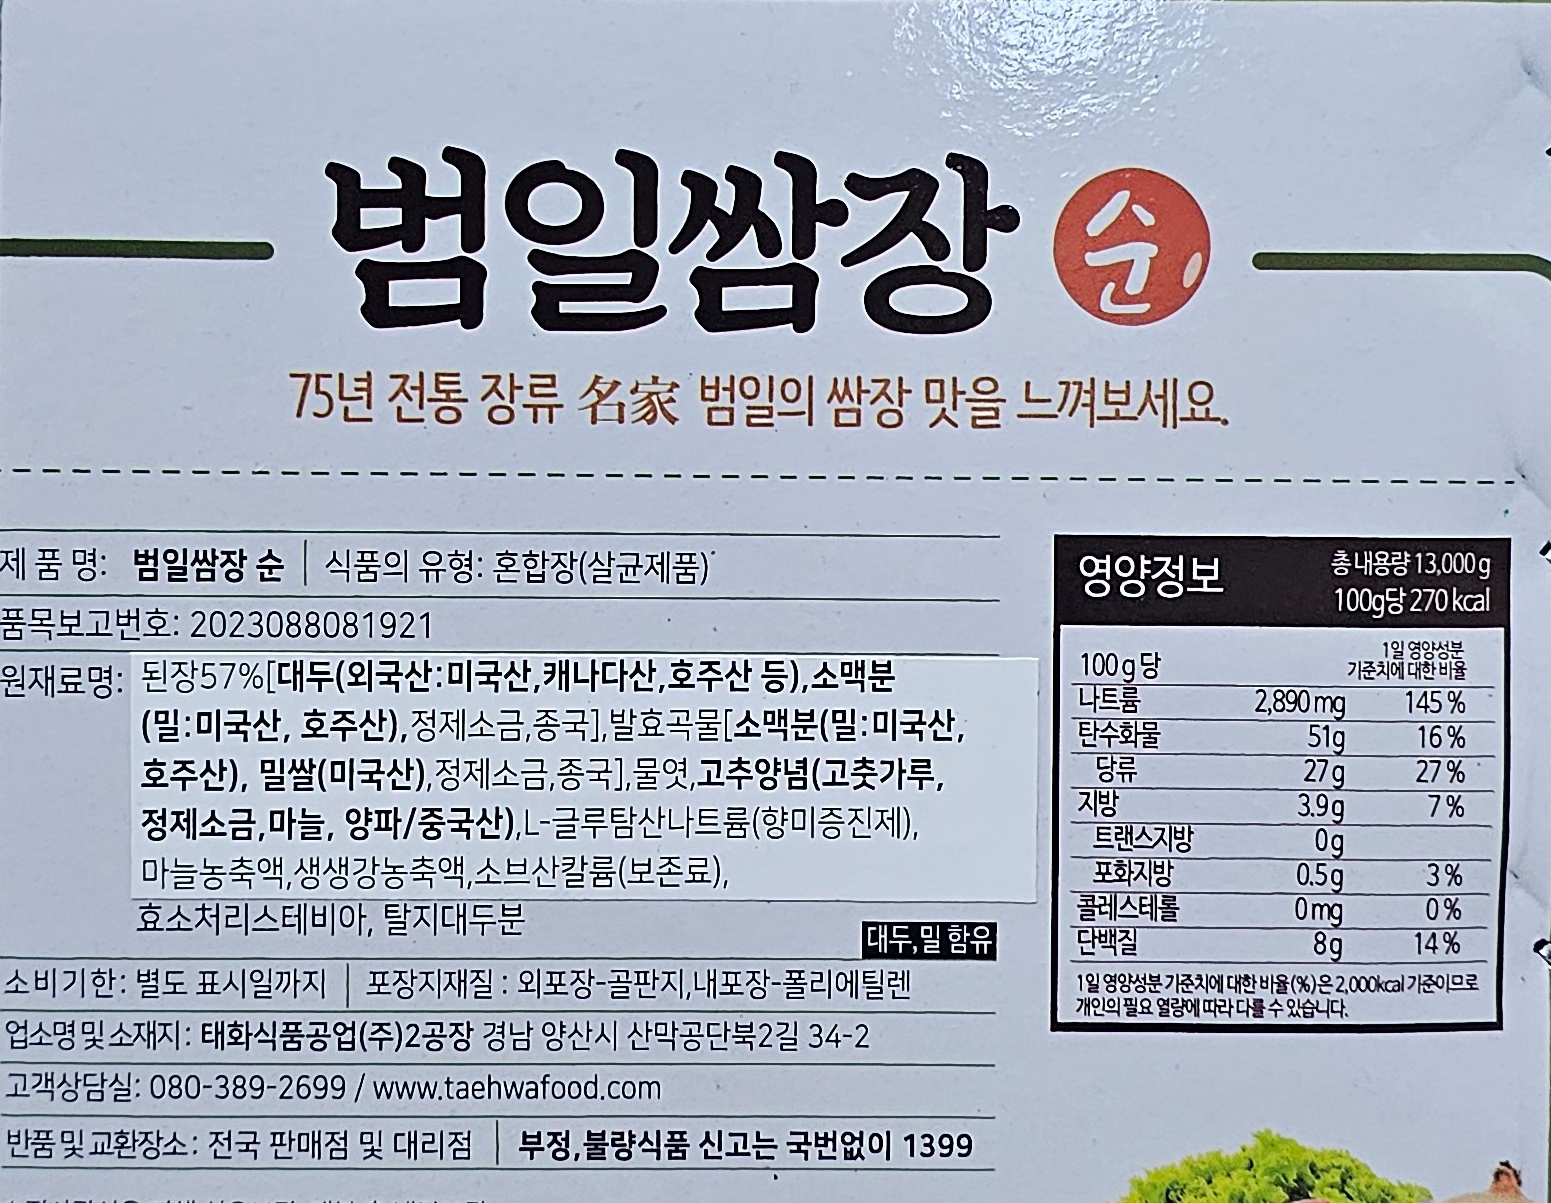 범일쌈장 순
75년 전통 장류 名家 범일의 쌈장 맛을 느껴보세요.
제 품 명: 범일쌈장 순 | 식품의 유형: 혼합장(살균제품)
품목보고번호: 2023088081921
원재료명: 된장57%[대두(외국산:미국산,캐나다산,호주산 등),소맥분
(밀:미국산, 호주산),정제소금,종국],발효곡물[소맥분(밀:미국산,
호주산), 밀쌀(미국산),정제소금,종국],물엿,고추양념(고춧가루,
정제소금,마늘, 양파/중국산),L-글루탐산나트륨(향미증진제),
마늘농축액,생생강농축액,소브산칼륨(보존료),
효소처리스테비아, 탈지대두분
대두,밀 함유
소비기한: 별도 표시일까지 | 포장지재질 : 외포장-골판지,내포장-폴리에틸렌
업소명 및 소재지: 태화식품공업(주)2공장 경남 양산시 산막공단북2길 34-2
고객상담실: 080-389-2699 / www.taehwafood.com
반품 및 교환장소: 전국 판매점 및 대리점 | 부정,불량식품 신고는 국번없이 1399
영양정보
총 내용량 13,000 g
100g당 270 kcal
100 g당
1일 영양성분
기준치에 대한 비율
나트륨 2,890 mg 145 %
탄수화물 51g 16 %
당류 27 g 27 %
지방 3.9 g 7 %
트랜스지방 0 g
포화지방 0.5 g 3 %
콜레스테롤 0 mg 0 %
단백질 8 g 14 %
1일 영양성분 기준치에 대한 비율(%)은 2,000kcal 기준이므로
개인의 필요 열량에 따라 다를 수 있습니다.